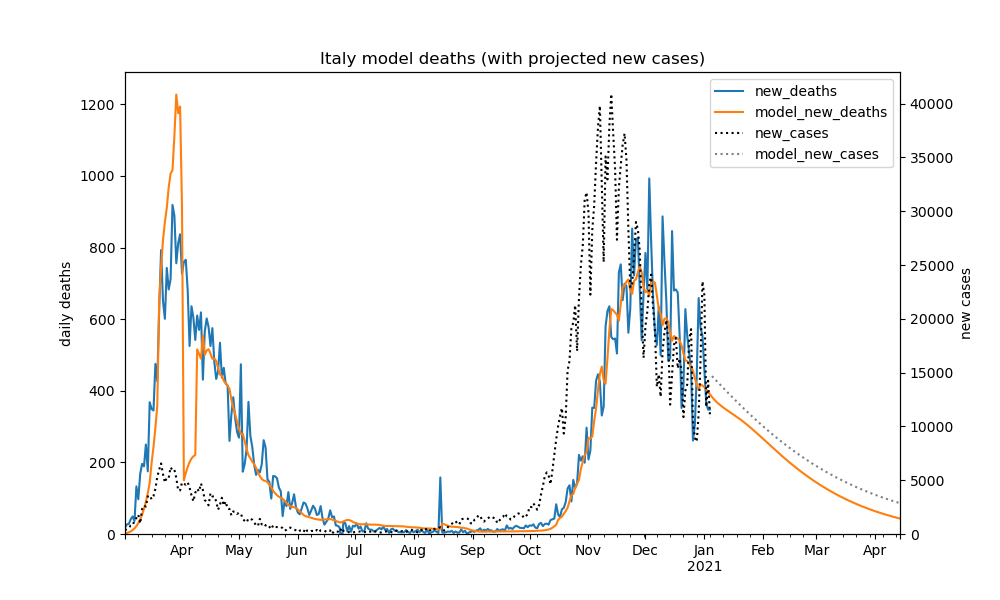 Italy model deaths (with projected new cases)
new_deaths
model_new_deaths
new_cases
model_new_cases
daily deaths
1200
1000
800
600
400
200
0
40000
35000
30000
25000
20000
15000
10000
5000
0
new cases
Apr May Jun Jul Aug Sep Oct Nov Dec Jan Feb Mar Apr
2021